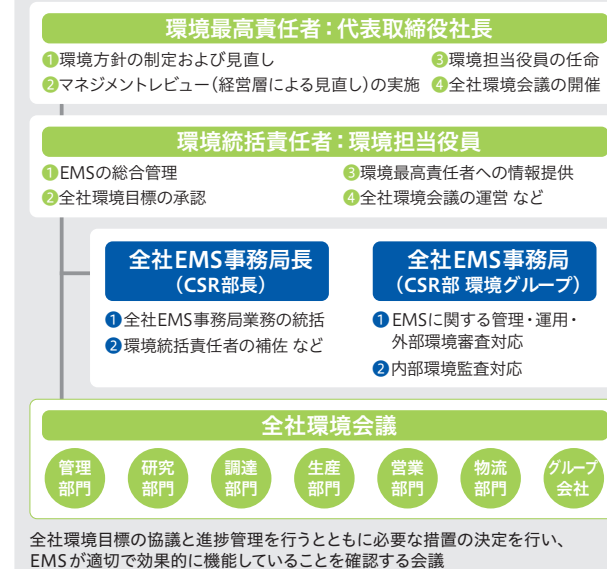 環境最高責任者：代表取締役社長
❶環境方針の制定および見直し
❷マネジメントレビュー（経営層による見直し）の実施
❸環境担当役員の任命
❹全社環境会議の開催
環境統括責任者：環境担当役員
❶EMSの総合管理
❷全社環境目標の承認
❸環境最高責任者への情報提供
❹全社環境会議の運営 など
全社EMS事務局長
（CSR部長）
❶全社EMS事務局業務の統括
❷環境統括責任者の補佐 など
全社EMS事務局
（CSR部 環境グループ）
❶EMSに関する管理・運用・
外部環境審査対応
❷内部環境監査対応
全社環境会議
管理
部門
研究
部門
調達
部門
生産
部門
営業
部門
物流
部門
グループ
会社
全社環境目標の協議と進捗管理を行うとともに必要な措置の決定を行い、
EMSが適切で効果的に機能していることを確認する会議